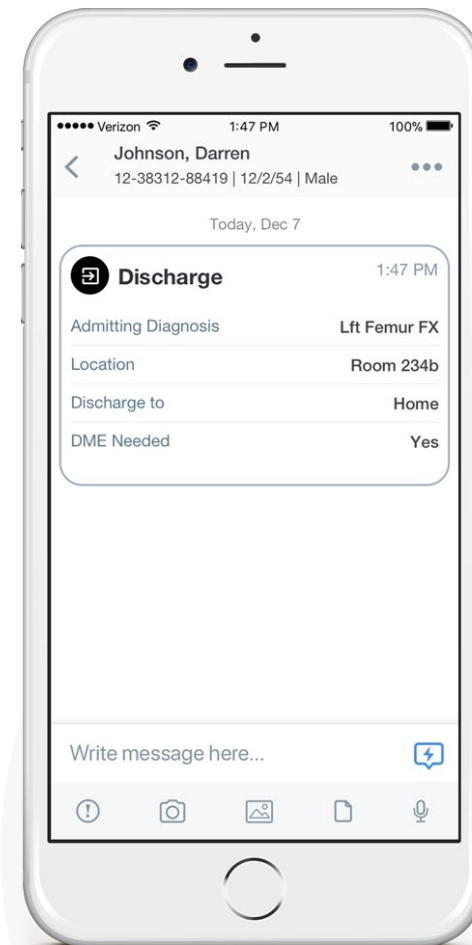 Verizon 1:47 PM 100%
Johnson, Darren
12-38312-88419 | 12/2/54 | Male
Today, Dec 7
Discharge 1:47 PM
Admitting Diagnosis Lft Femur FX
Location Room 234b
Discharge to Home
DME Needed Yes
Write message here...